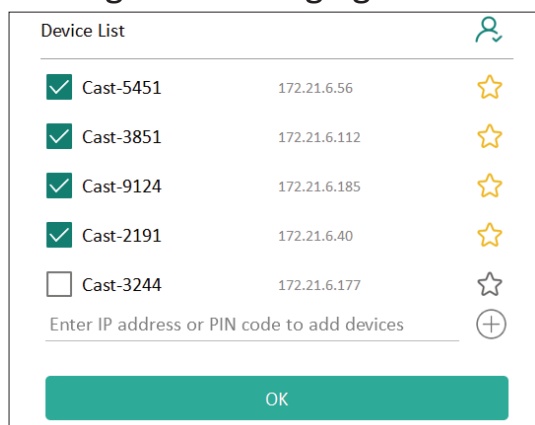 Device List
Cast-5451 172.21.6.56
Cast-3851 172.21.6.112
Cast-9124 172.21.6.185
Cast-2191 172.21.6.40
Cast-3244 172.21.6.177
Enter IP address or PIN code to add devices
OK